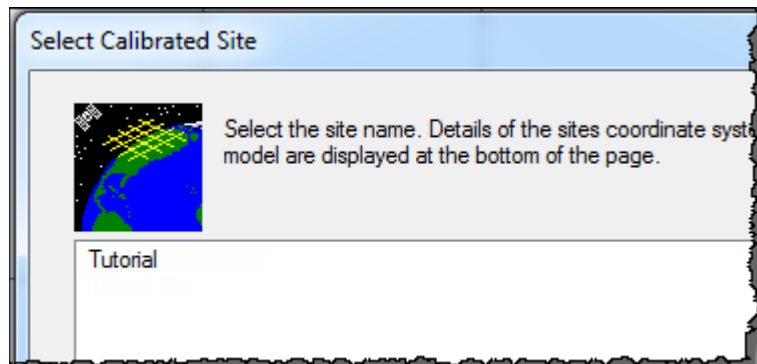 Select Calibrated Site
Select the site name. Details of the sites coordinate
model are displayed at the bottom of the page.
Tutorial